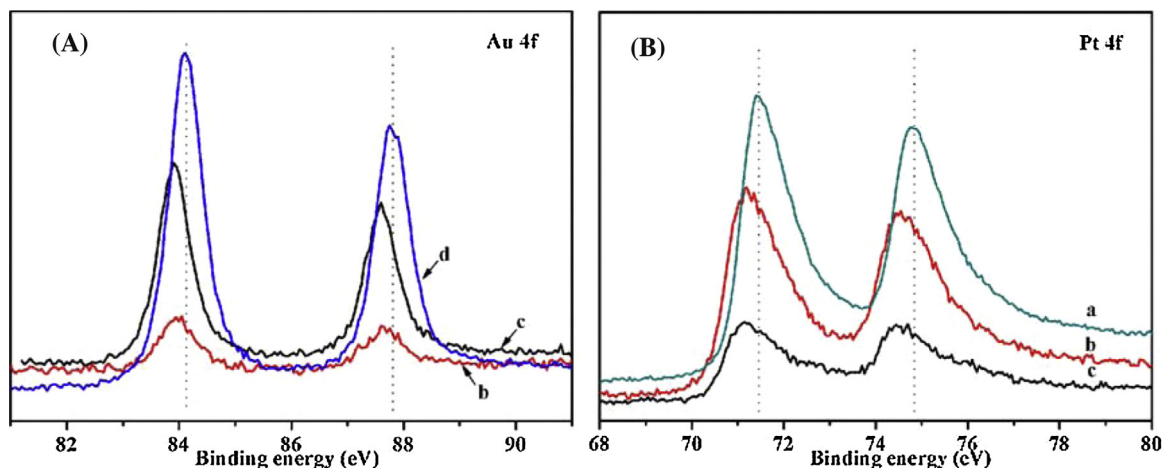 (A)
Au 4f
d
c
b
82 84 86 88 90
Binding energy (eV)
(B)
Pt 4f
a
b
c
68 70 72 74 76 78 80
Binding energy (eV)